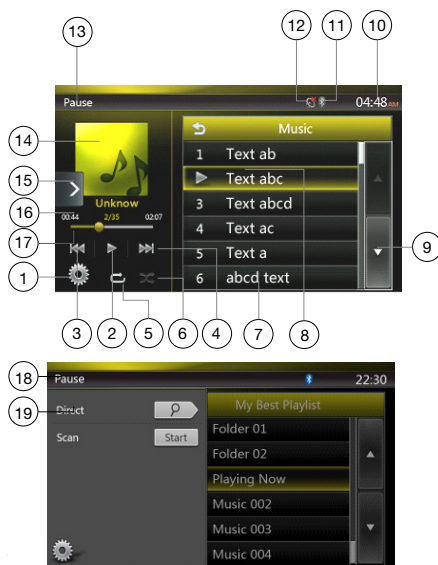 12
11
10
13
Pause
04:48 AM
14
Music
1 Text ab
Text abc
15
Unknow
3 Text abcd
16
00:44 2/35 02:07
4 Text ac
17
5 Text a
9
1
6 abcd text
3
2
5
6
4
7
8
18
Pause
22:30
19
Direct
My Best Playlist
Scan
Start
Folder 01
Folder 02
Playing Now
Music 002
Music 003
Music 004